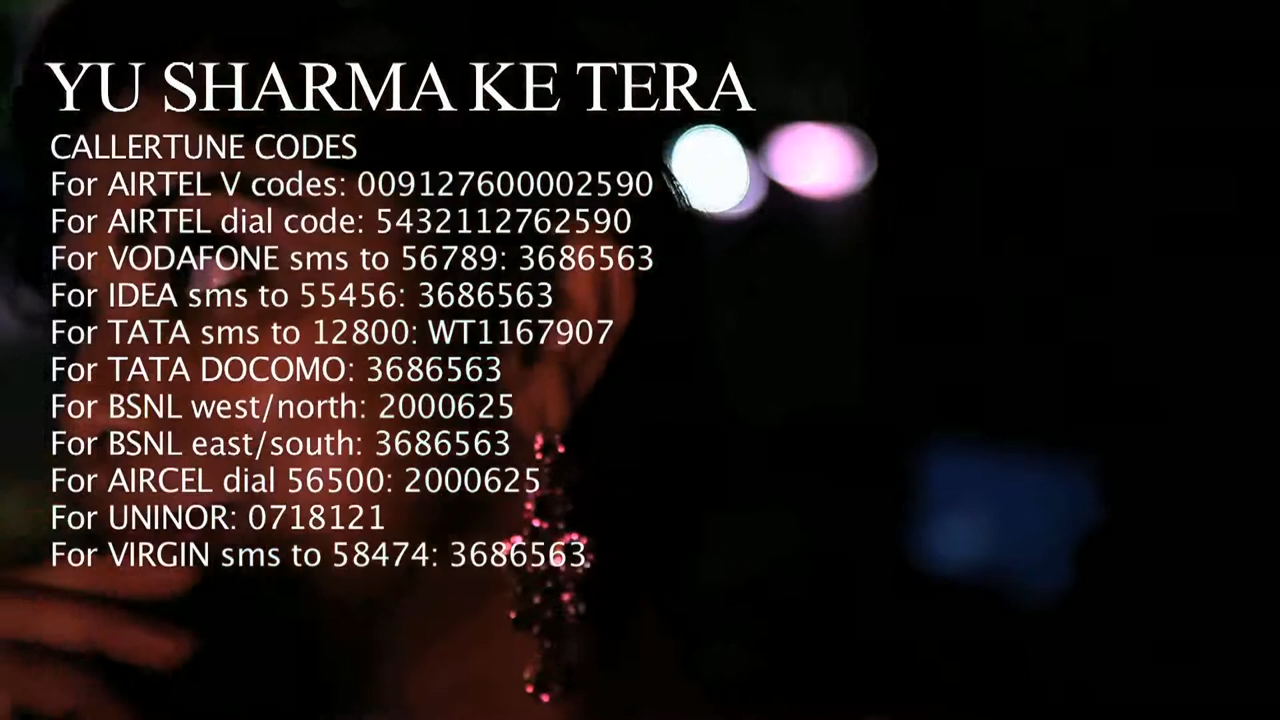 YU SHARMA KE TERA
CALLERTUNE CODES
For AIRTEL V codes: 009127600002590
For AIRTEL dial code: 5432112762590
For VODAFONE sms to 56789: 3686563
For IDEA sms to 55456: 3686563
For TATA sms to 12800: WT1167907
For TATA DOCOMO: 3686563
For BSNL west/north: 2000625
For BSNL east/south: 3686563
For AIRCEL dial 56500: 2000625
For UNINOR: 0718121
For VIRGIN sms to 58474: 3686563